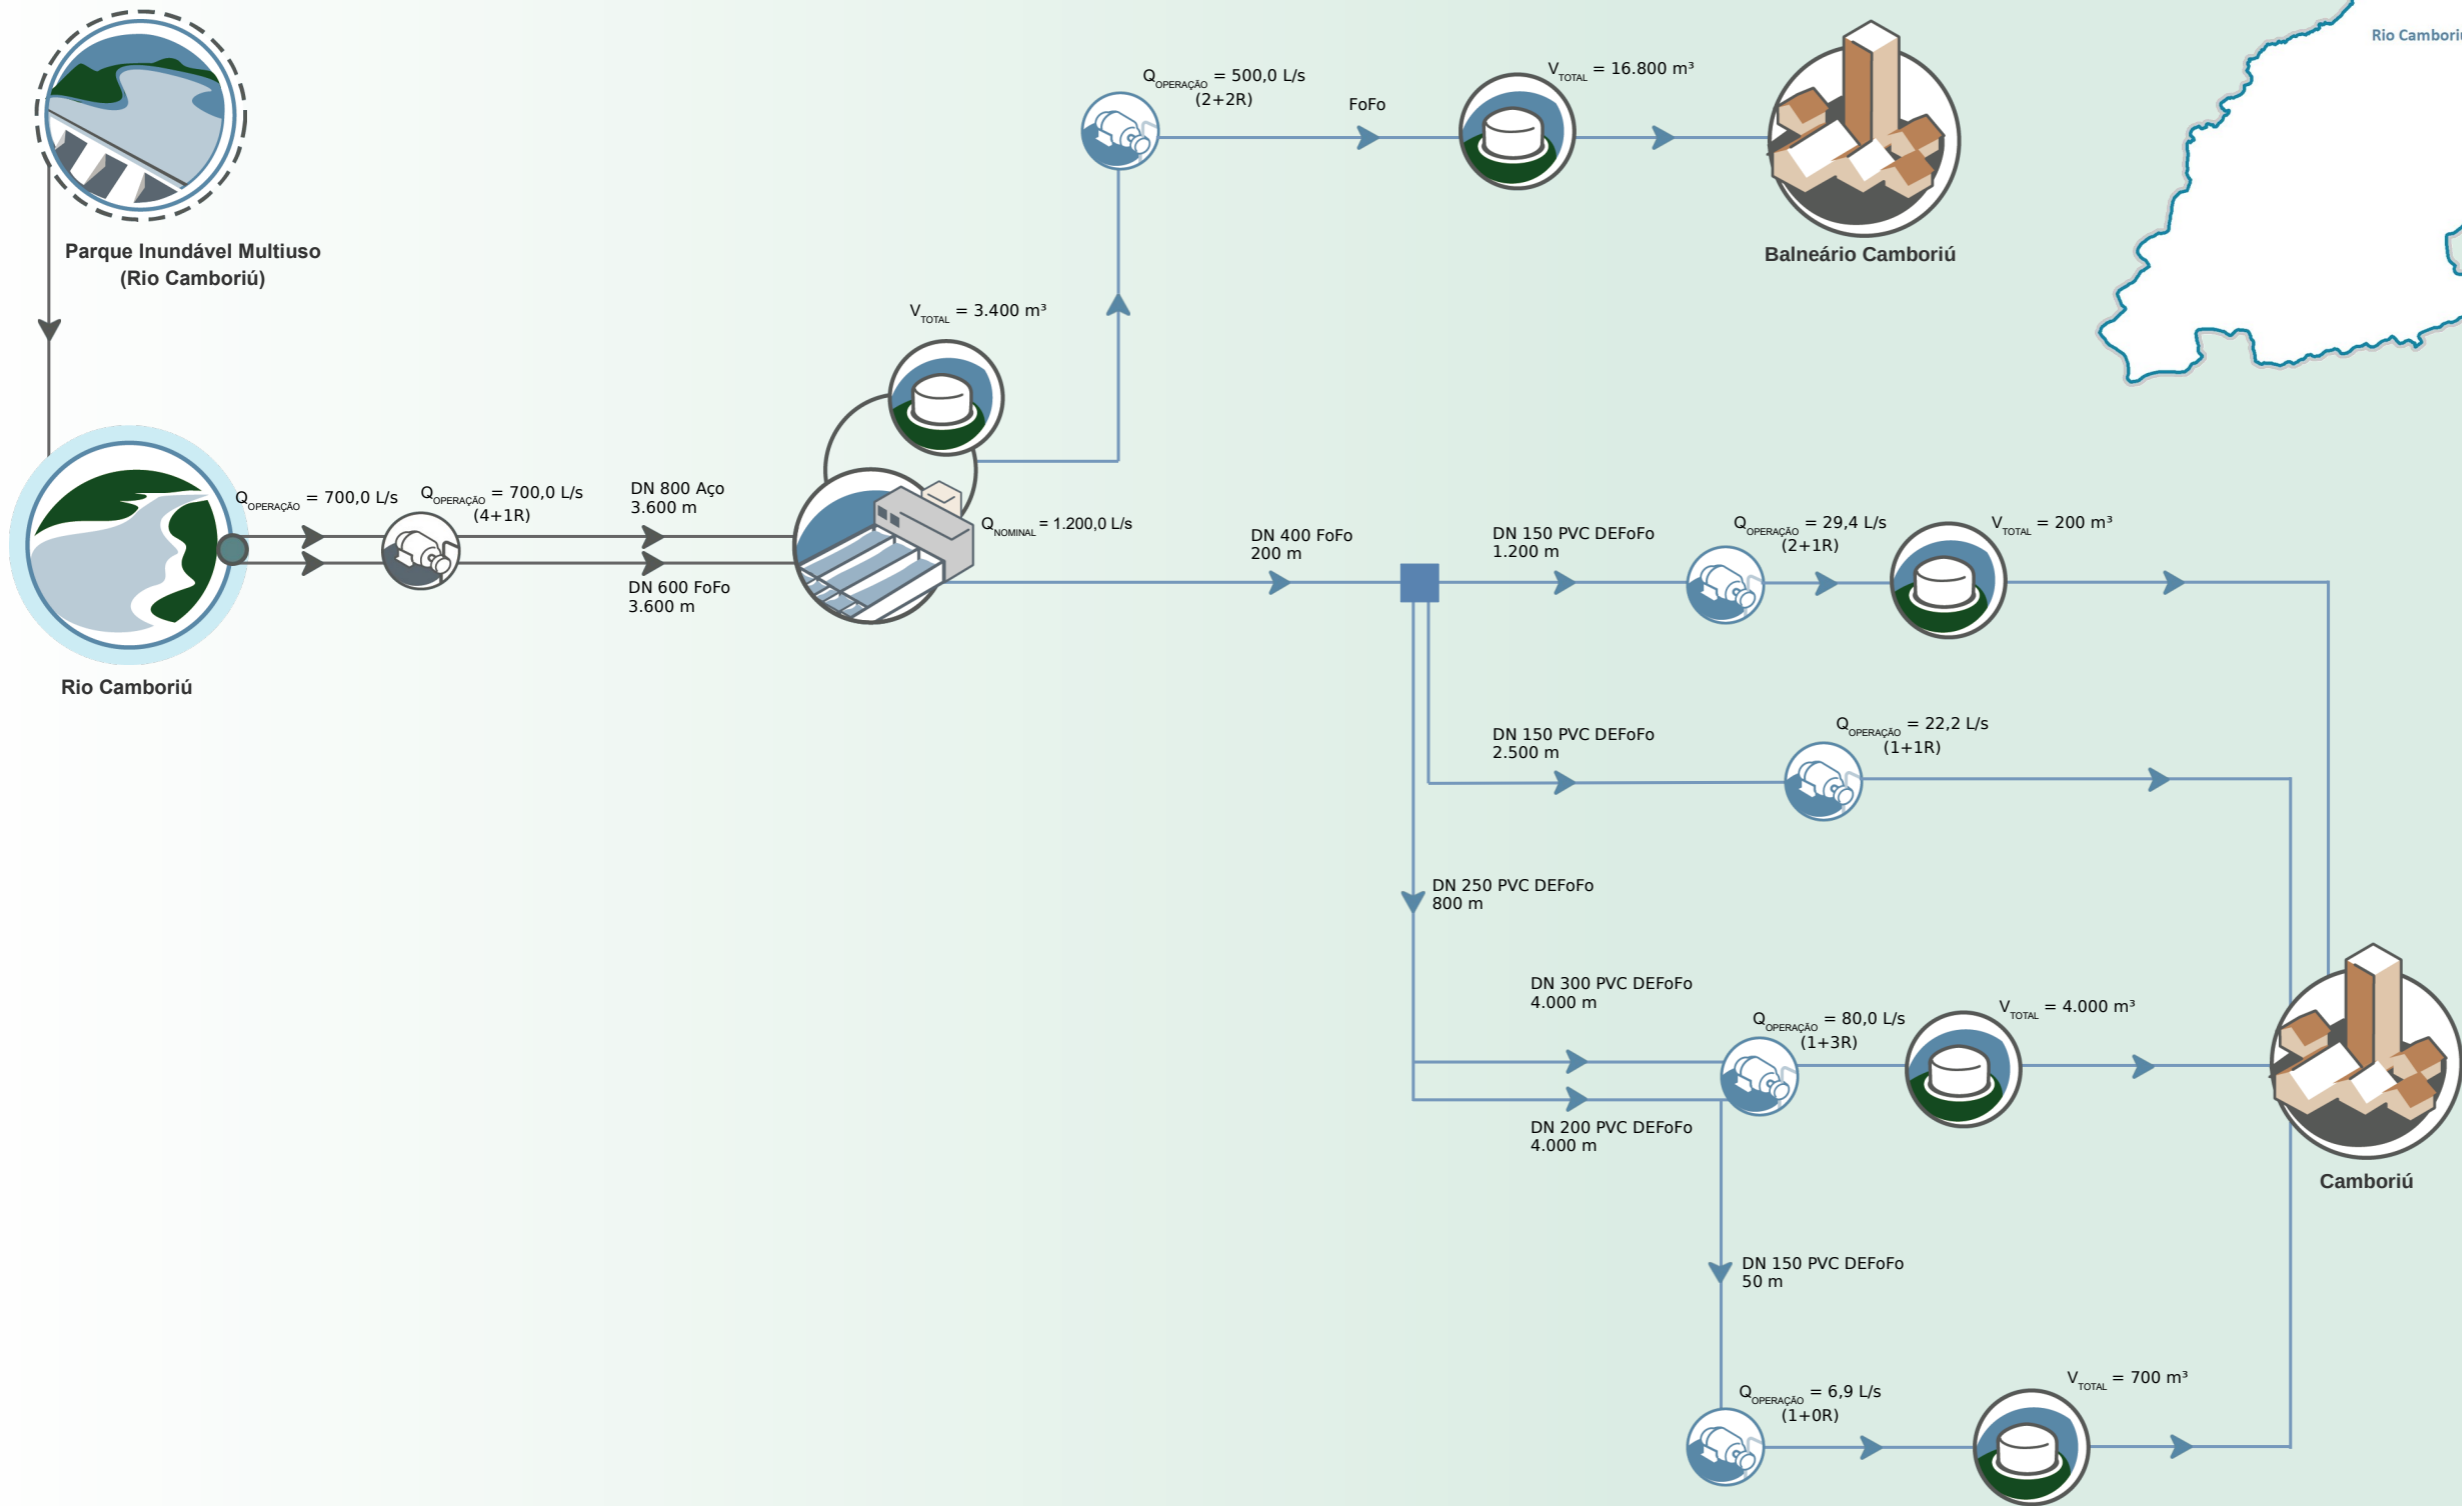 Rio Camboriú
Q OPERAÇÃO = 500,0 L/s
(2+2R)
FoFo
V TOTAL = 16.800 m³
Parque Inundável Multiuso
(Rio Camboriú)
Balneário Camboriú
V TOTAL = 3.400 m³
Q OPERAÇÃO = 700,0 L/s
Q OPERAÇÃO = 700,0 L/s
(4+1R)
DN 800 Aço
3.600 m
DN 600 FoFo
3.600 m
Q NOMINAL = 1.200,0 L/s
DN 400 FoFo
200 m
DN 150 PVC DEFoFo
1.200 m
Q OPERAÇÃO = 29,4 L/s
(2+1R)
V TOTAL = 200 m³
Rio Camboriú
DN 150 PVC DEFoFo
2.500 m
Q OPERAÇÃO = 22,2 L/s
(1+1R)
DN 250 PVC DEFoFo
800 m
DN 300 PVC DEFoFo
4.000 m
Q OPERAÇÃO = 80,0 L/s
(1+3R)
V TOTAL = 4.000 m³
DN 200 PVC DEFoFo
4.000 m
Camboriú
DN 150 PVC DEFoFo
50 m
Q OPERAÇÃO = 6,9 L/s
(1+0R)
V TOTAL = 700 m³